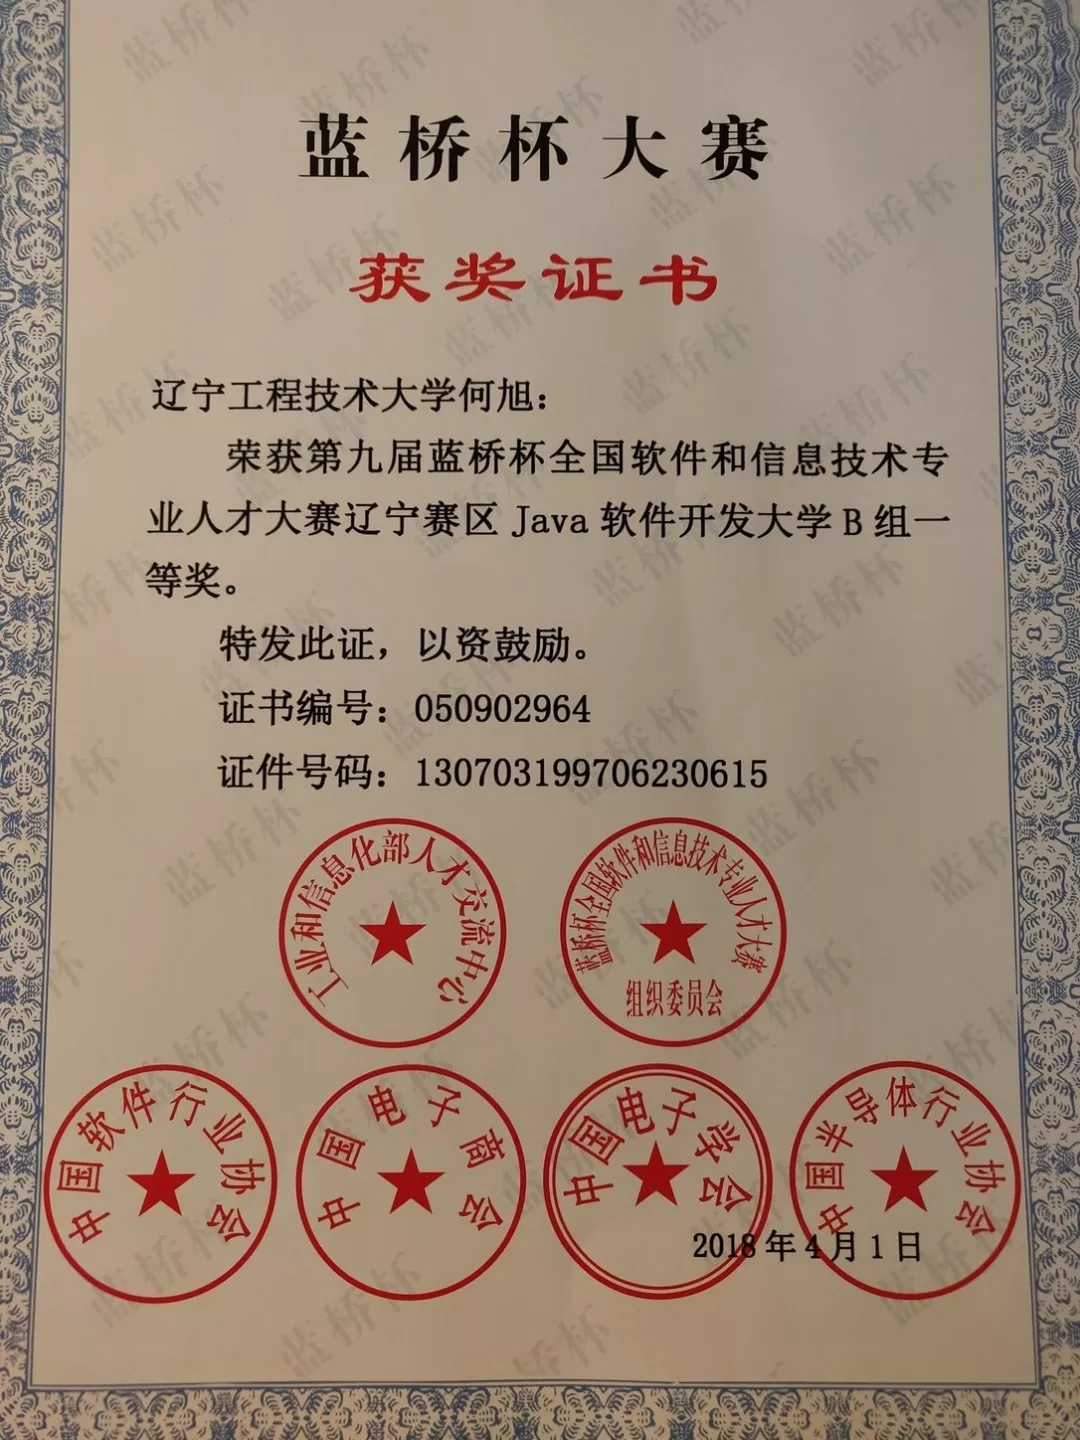 蓝桥杯大赛
获奖证书
辽宁工程技术大学何旭：
荣获第九届蓝桥杯全国软件和信息技术专
业人才大赛辽宁赛区 Java 软件开发大学 B 组一
等奖。
特发此证，以资鼓励。
证书编号：050902964
证件号码：130703199706230615
工业和信息化部人才交流中心
蓝桥杯全国软件和信息技术专业人才大赛
组织委员会
中国软件行业协会
中国电子商会
中国电子学会
中国半导体行业协会
2018 年 4 月 1 日